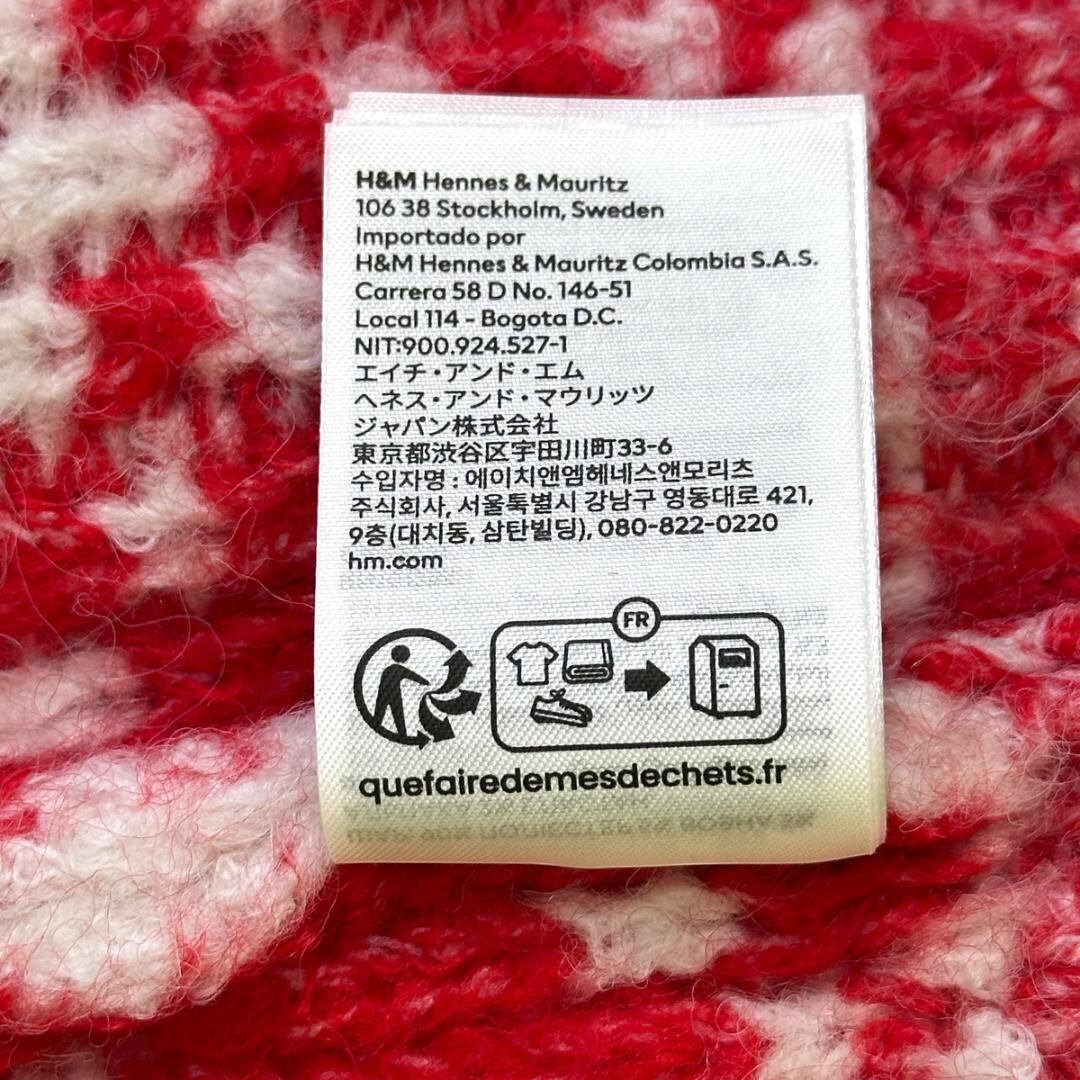 H&M Hennes & Mauritz
106 38 Stockholm, Sweden
Importado por
H&M Hennes & Mauritz Colombia S.A.S.
Carrera 58 D No. 146-51
Local 114 - Bogota D.C.
NIT:900.924.527-1
エイチ・アンド・エム
ヘネス・アンド・マウリッツ
ジャパン株式会社
東京都渋谷区宇田川町33-6
수입자명 : 에이치앤엠헤네스앤모리츠
주식회사, 서울특별시 강남구 영동대로 421,
9층(대치동, 삼탄빌딩), 080-822-0220
hm.com
FR
quefairedemesdechets.fr